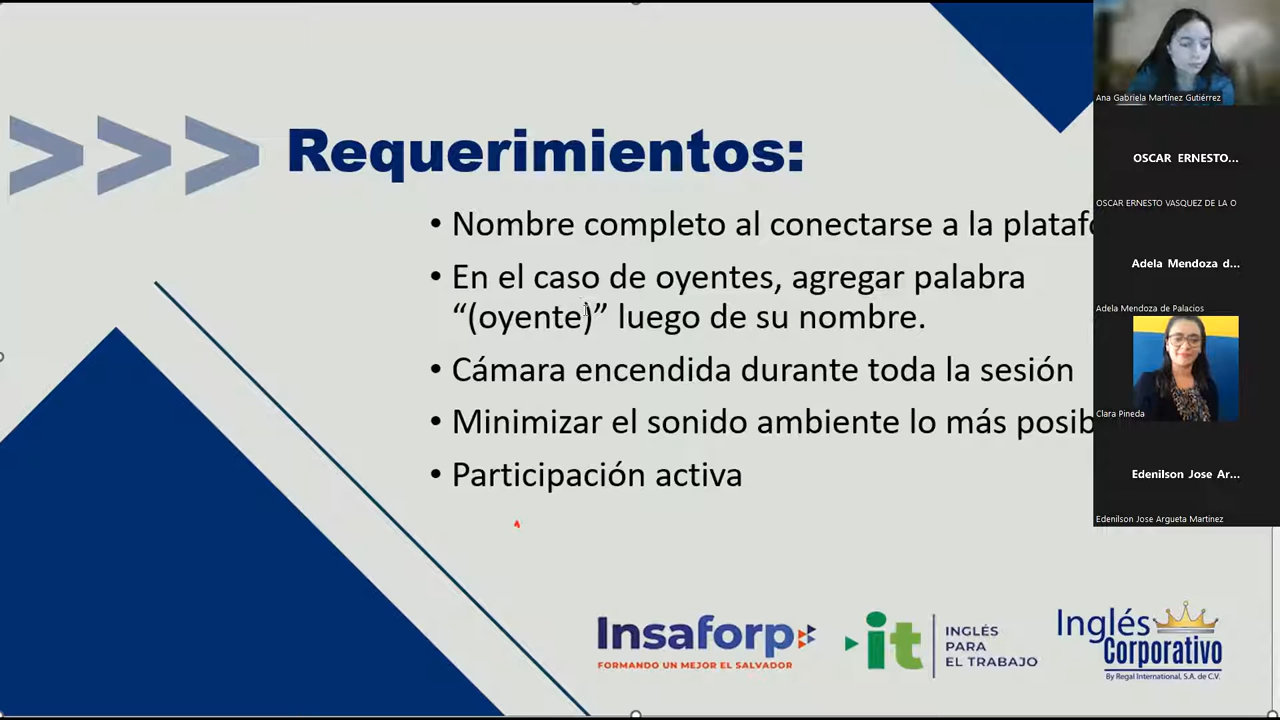 Requerimientos:
• Nombre completo al conectarse a la plataf
• En el caso de oyentes, agregar palabra
“(oyente)” luego de su nombre.
• Cámara encendida durante toda la sesión
• Minimizar el sonido ambiente lo más posib
• Participación activa
Insaforp
FORMANDO UN MEJOR EL SALVADOR
it
INGLÉS
PARA
EL TRABAJO
Inglés
Corporativo
By Regal International, S.A. de C.V.
Ana Gabriela Martínez Gutiérrez
OSCAR ERNESTO...
OSCAR ERNESTO VASQUEZ DE LA O
Adela Mendoza d...
Adela Mendoza de Palacios
Clara Pineda
Edenilson Jose Ar...
Edenilson Jose Argueta Martinez